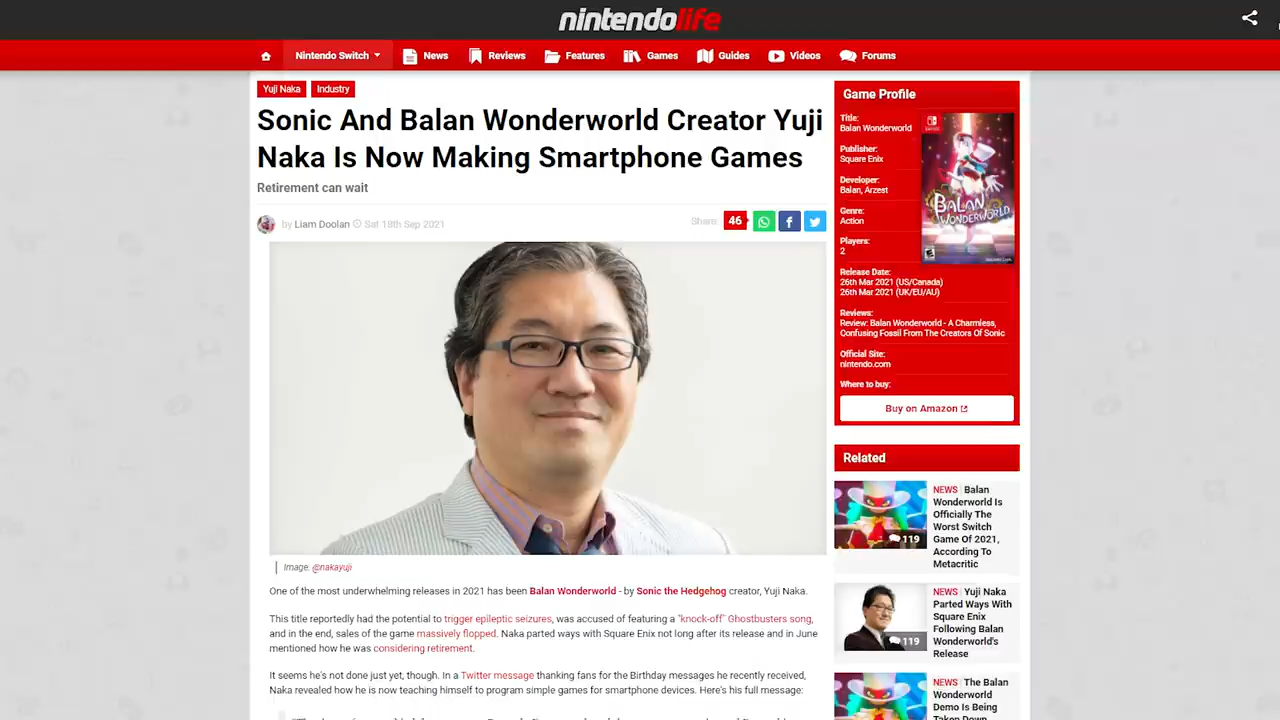 nintendolife
Nintendo Switch
News
Reviews
Features
Games
Guides
Videos
Forums
Yuji Naka
Industry
Sonic And Balan Wonderworld Creator Yuji
Naka Is Now Making Smartphone Games
Retirement can wait
by Liam Doolan Sat 18th Sep 2021
Share: 46
Image: @nakayuji
One of the most underwhelming releases in 2021 has been Balan Wonderworld - by Sonic the Hedgehog creator, Yuji Naka.
This title reportedly had the potential to trigger epileptic seizures, was accused of featuring a "knock-off" Ghostbusters song,
and in the end, sales of the game massively flopped. Naka parted ways with Square Enix not long after its release and in June
mentioned how he was considering retirement.
It seems he's not done just yet, though. In a Twitter message thanking fans for the Birthday messages he recently received,
Naka revealed how he is now teaching himself to program simple games for smartphone devices. Here's his full message:
Game Profile
Title:
Balan Wonderworld
Publisher:
Square Enix
Developer:
Balan, Arzest
Genre:
Action
Players:
2
Release Date:
26th Mar 2021 (US/Canada)
26th Mar 2021 (UK/EU/AU)
Reviews:
Review: Balan Wonderworld - A Charmless,
Confusing Fossil From The Creators Of Sonic
Official Site:
nintendo.com
Where to buy:
Buy on Amazon
BALAN
WONDERWORLD
Related
NEWS Balan
Wonderworld Is
Officially The
Worst Switch
Game Of 2021,
According To
Metacritic
119
NEWS Yuji Naka
Parted Ways With
Square Enix
Following Balan
Wonderworld's
Release
119
NEWS The Balan
Wonderworld
Demo Is Being
Taken Down